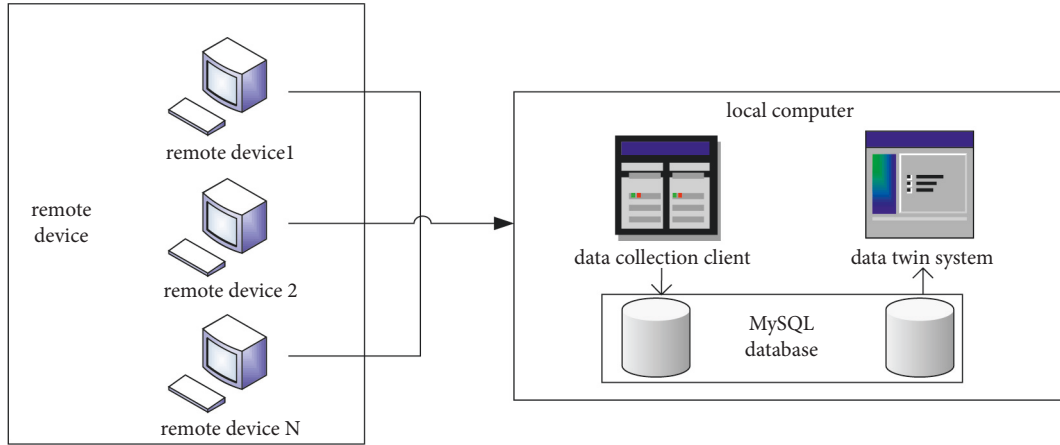 remote device1
remote
device
remote device 2
remote device N
local computer
data collection client
data twin system
MySQL
database